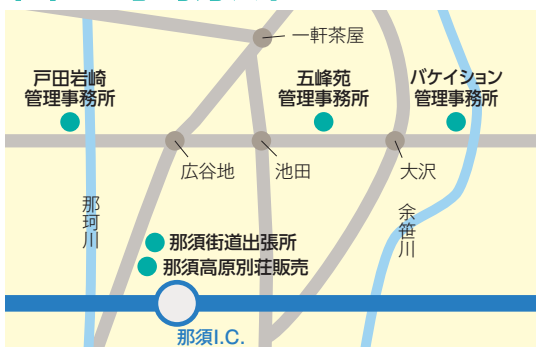 一軒茶屋
戸田岩崎
管理事務所
五峰苑
管理事務所
バケイション
管理事務所
広谷地
池田
大沢
那珂川
余笹川
那須街道出張所
那須高原別荘販売
那須I.C.